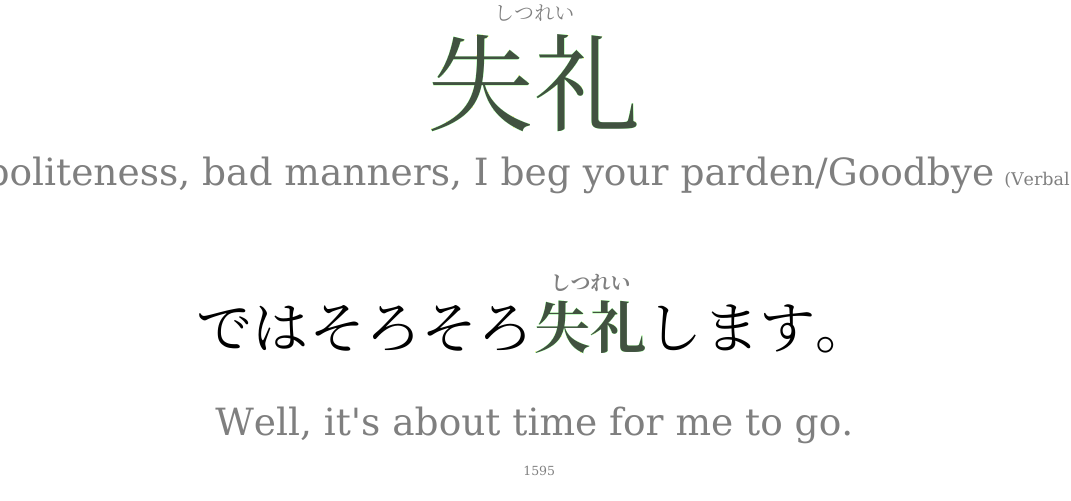 しつれい
失礼
politeness, bad manners, I beg your parden/Goodbye (Verbal
しつれい
ではそろそろ失礼します。
Well, it's about time for me to go.
1595